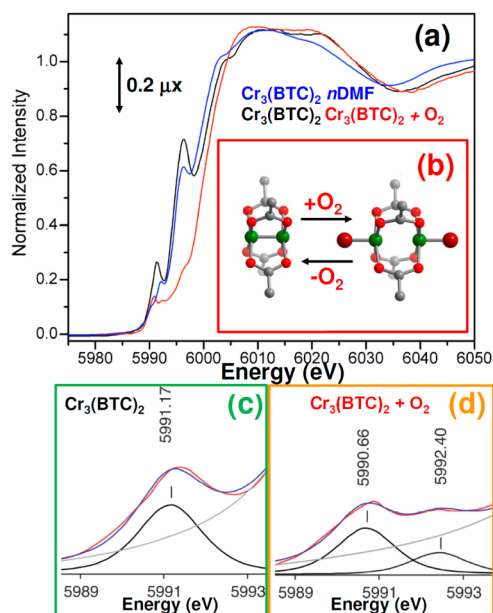 (a)
0.2 μx
Cr₃(BTC)₂ nDMF
Cr₃(BTC)₂ Cr₃(BTC)₂ + O₂
(b)
+O₂
-O₂
Normalized Intensity
1.0
0.8
0.6
0.4
0.2
0.0
5980 5990 6000 6010 6020 6030 6040 6050
Energy (eV)
Cr₃(BTC)₂
5991.17
(c)
5989 5991 5993
Energy (eV)
Cr₃(BTC)₂ + O₂
(d)
5990.66
5992.40
5989 5991 5993
Energy (eV)